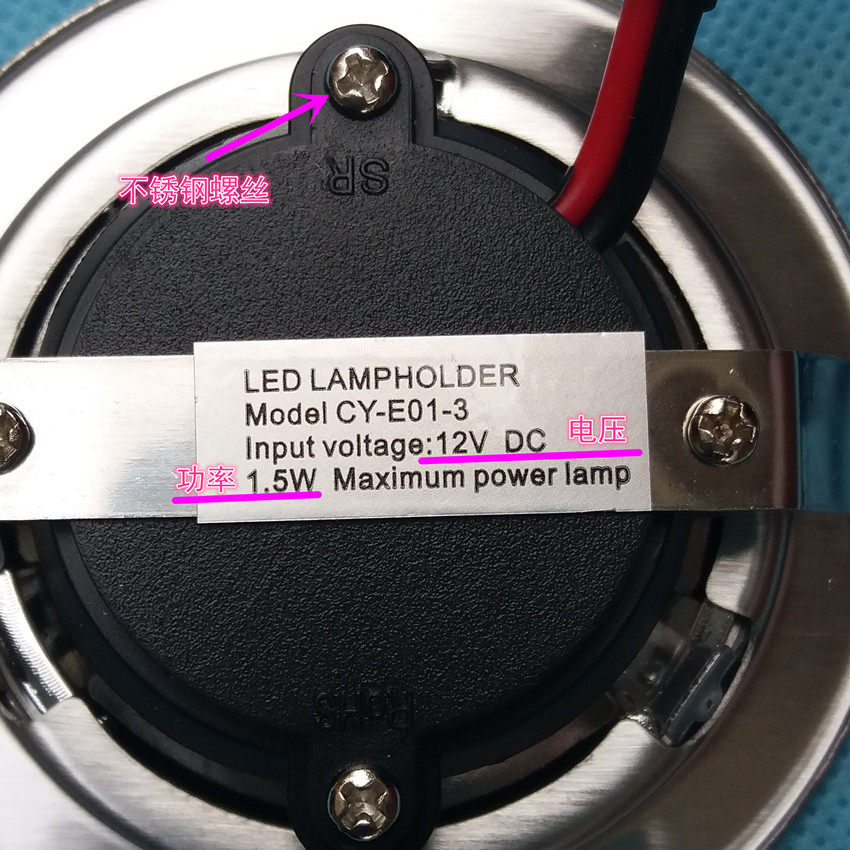 不锈钢螺丝
SR
LED LAMPHOLDER
Model CY-E01-3
Input voltage:12V DC
电压
功率
1.5W Maximum power lamp
RoHS